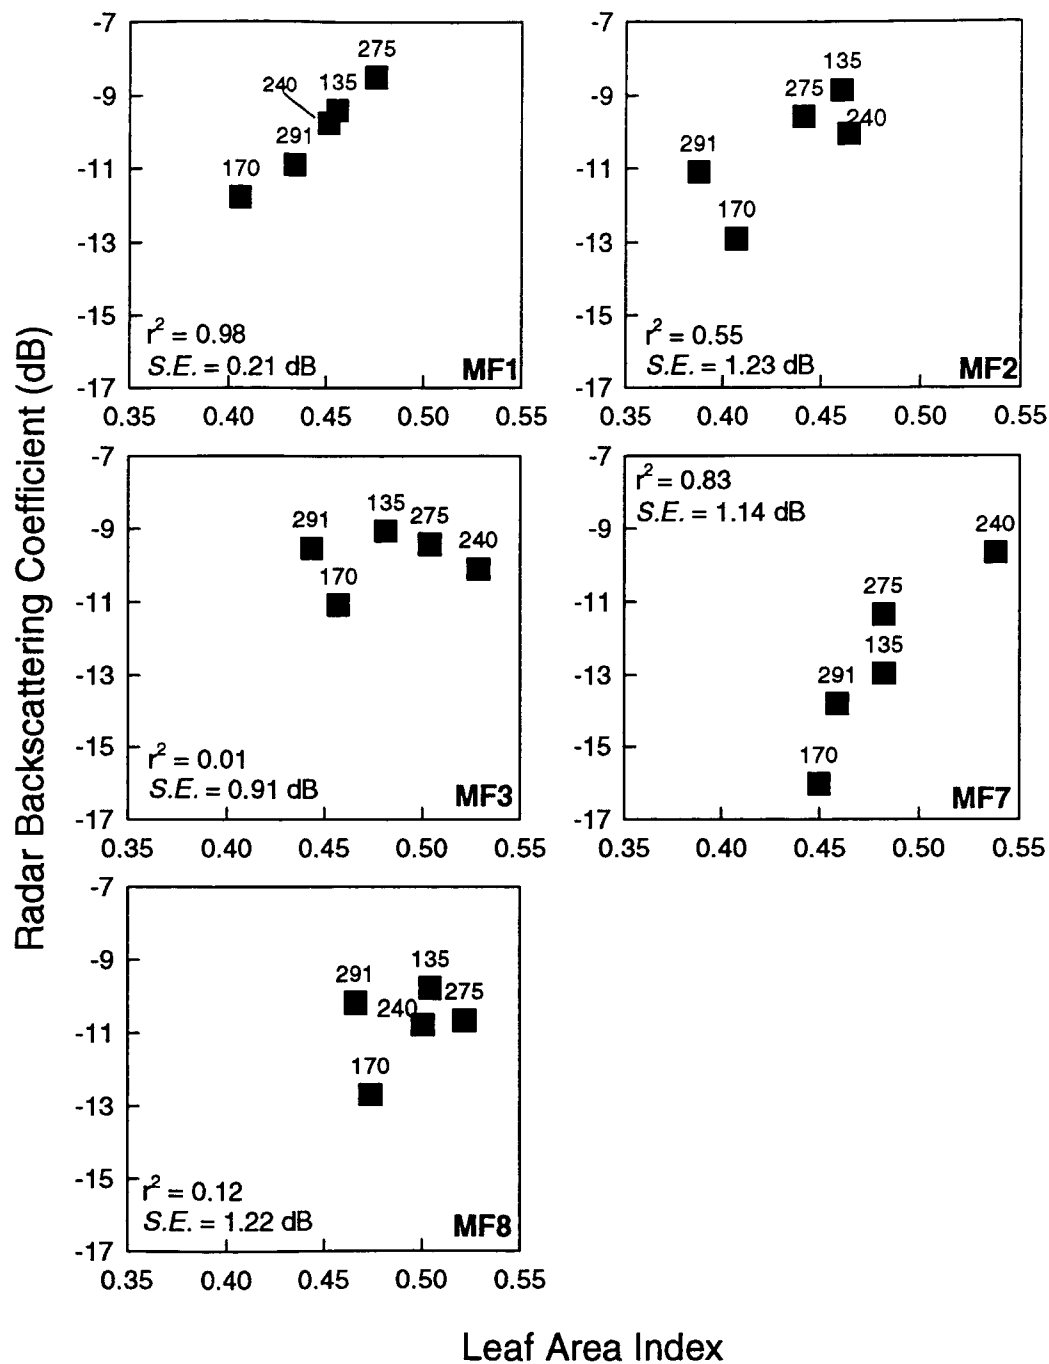 Radar Backscattering Coefficient (dB)
-7
-9
-11
-13
-15
-17
0.35 0.40 0.45 0.50 0.55
275
240 135
291
170
r² = 0.98
S.E. = 0.21 dB
MF1
-7
-9
-11
-13
-15
-17
0.35 0.40 0.45 0.50 0.55
135
275
240
291
170
r² = 0.55
S.E. = 1.23 dB
MF2
-7
-9
-11
-13
-15
-17
0.35 0.40 0.45 0.50 0.55
135
291 275
240
170
r² = 0.01
S.E. = 0.91 dB
MF3
-7
-9
-11
-13
-15
-17
0.35 0.40 0.45 0.50 0.55
r² = 0.83
S.E. = 1.14 dB
240
275
135
291
170
MF7
-7
-9
-11
-13
-15
-17
0.35 0.40 0.45 0.50 0.55
135
291
275
240
170
r² = 0.12
S.E. = 1.22 dB
MF8
Leaf Area Index